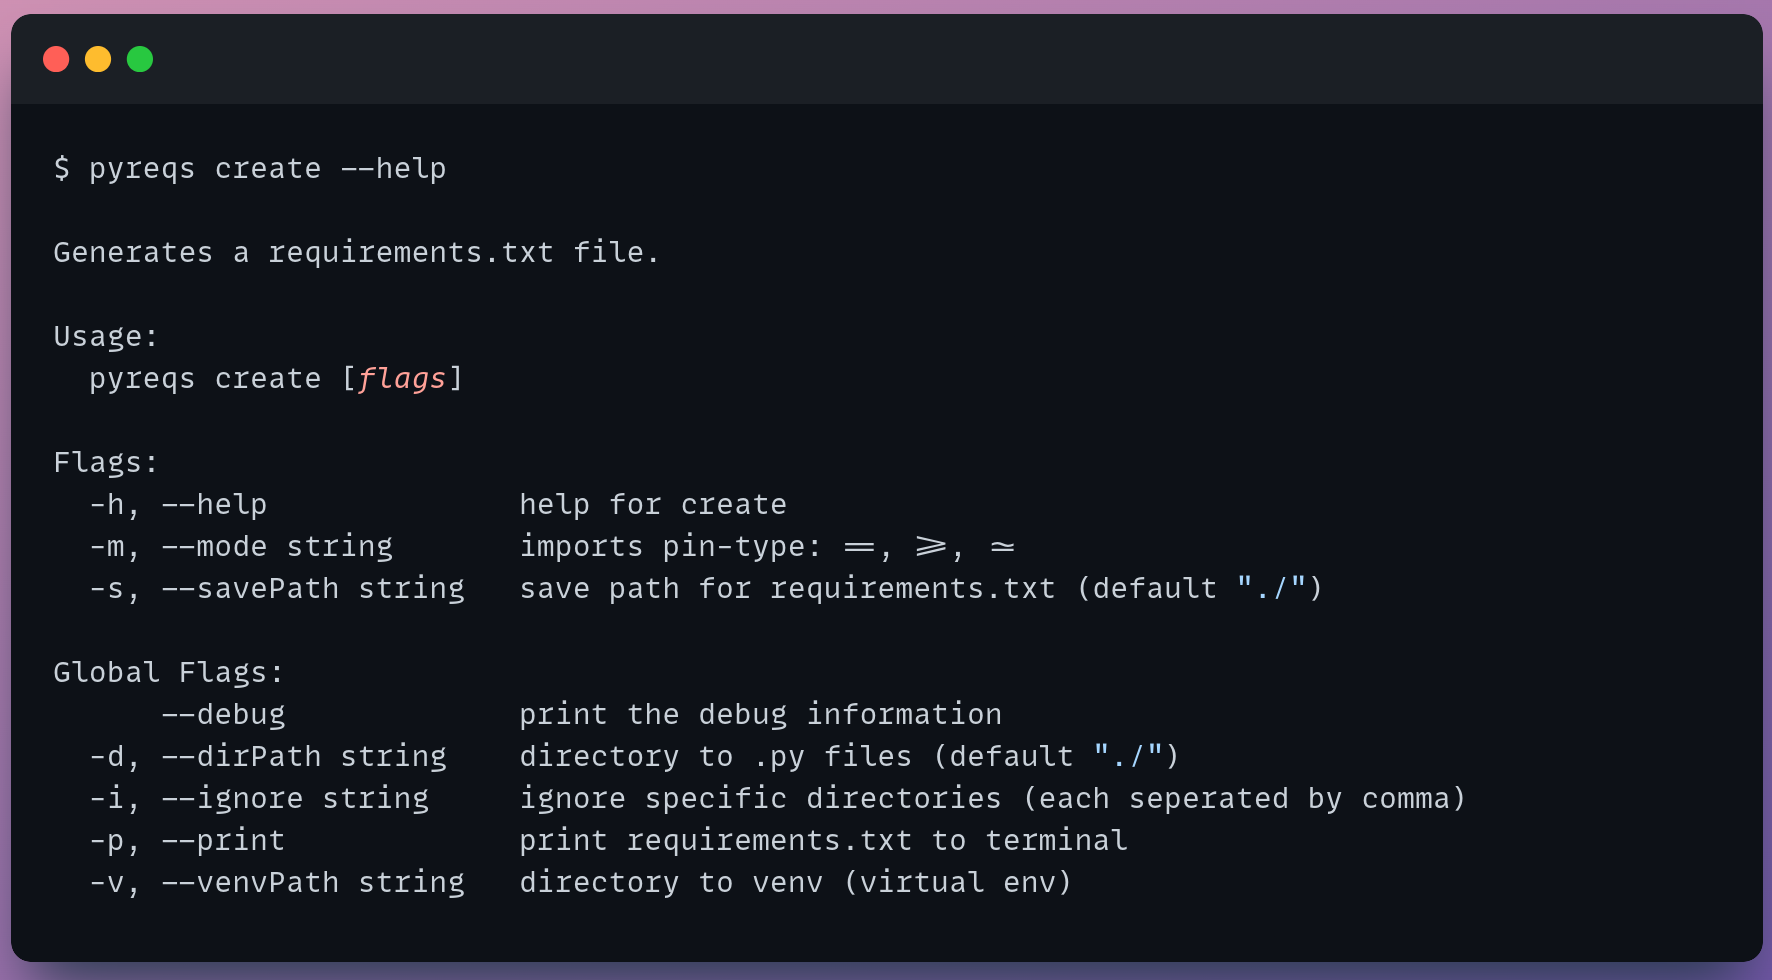 $ pyreqs create --help
Generates a requirements.txt file.
Usage:
  pyreqs create [flags]
Flags:
  -h, --help              help for create
  -m, --mode string       imports pin-type: ==, >=, ~=
  -s, --savePath string   save path for requirements.txt (default "./")
Global Flags:
      --debug             print the debug information
  -d, --dirPath string    directory to .py files (default "./")
  -i, --ignore string     ignore specific directories (each seperated by comma)
  -p, --print             print requirements.txt to terminal
  -v, --venvPath string   directory to venv (virtual env)